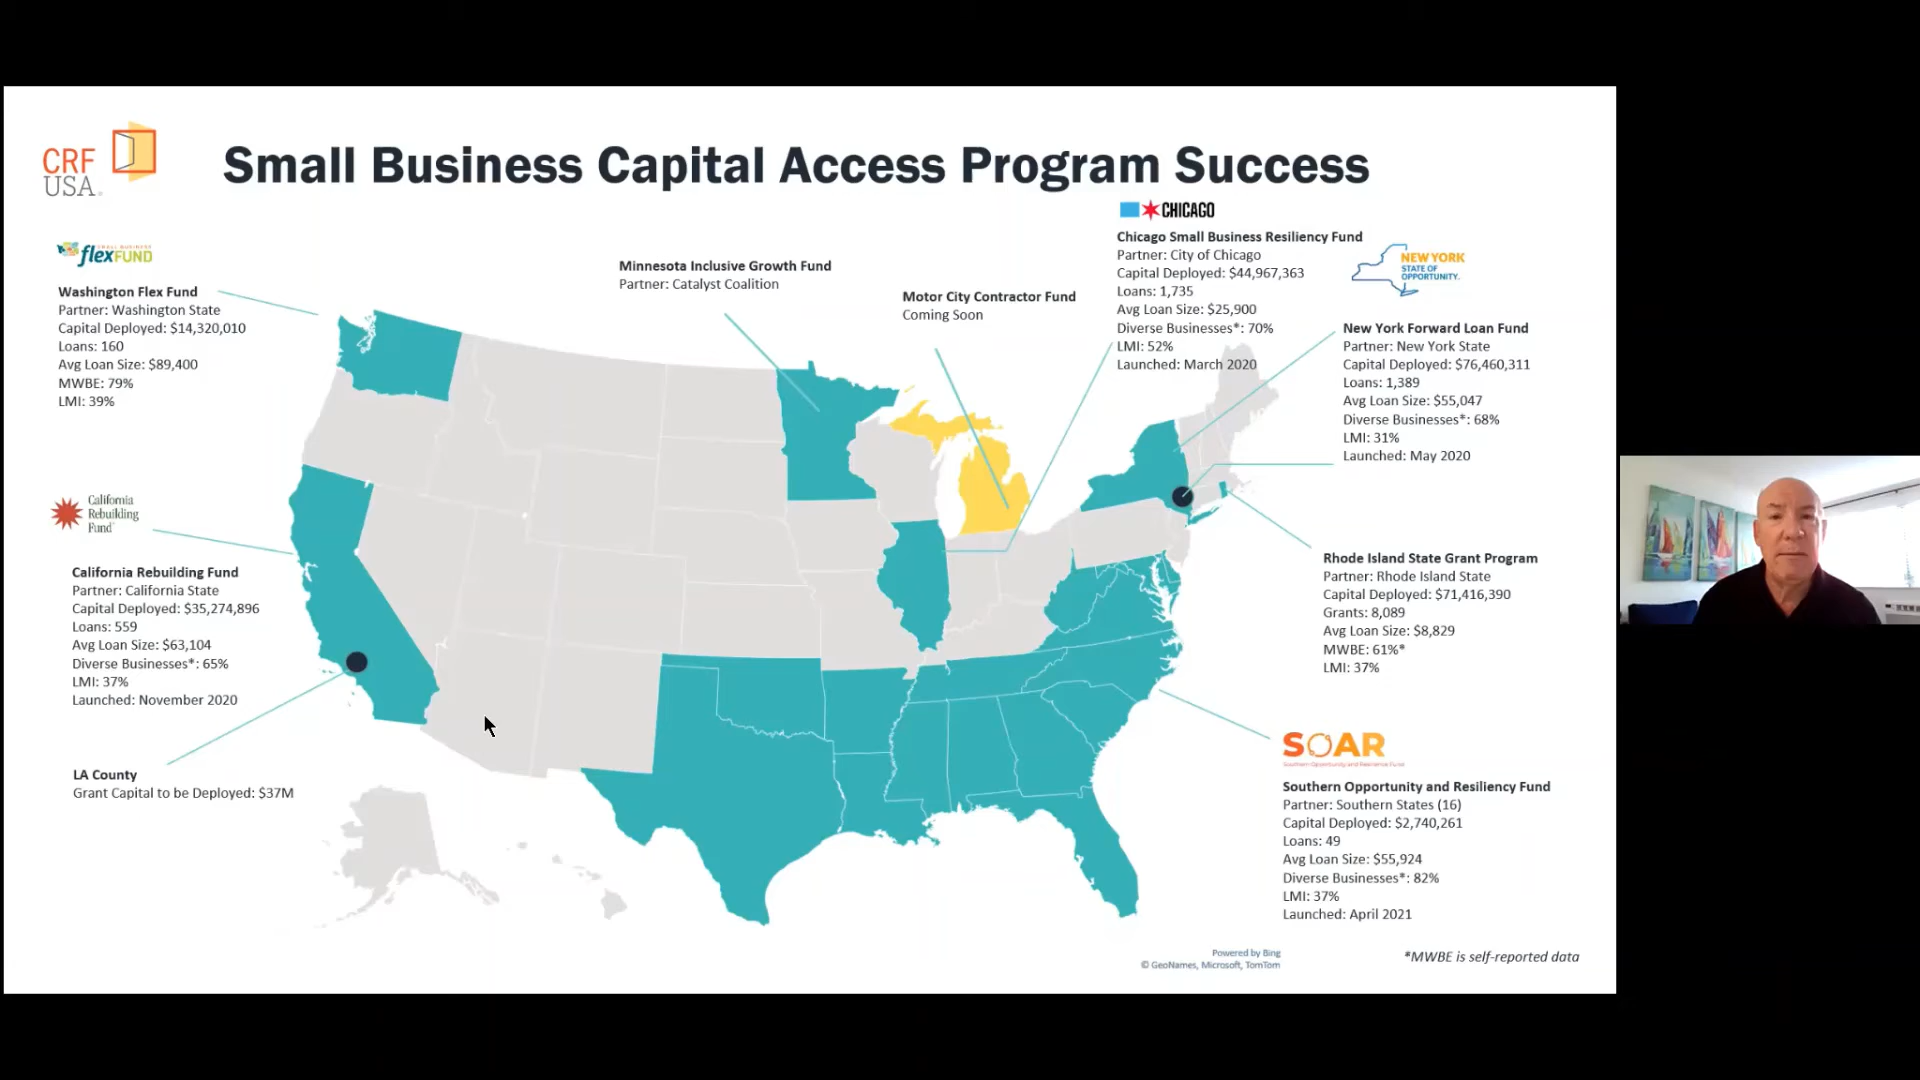 CRF
USA
Small Business Capital Access Program Success
SMALL BUSINESS
flexFUND
Washington Flex Fund
Partner: Washington State
Capital Deployed: $14,320,010
Loans: 160
Avg Loan Size: $89,400
MWBE: 79%
LMI: 39%
California
Rebuilding
Fund
California Rebuilding Fund
Partner: California State
Capital Deployed: $35,274,896
Loans: 559
Avg Loan Size: $63,104
Diverse Businesses*: 65%
LMI: 37%
Launched: November 2020
LA County
Grant Capital to be Deployed: $37M
Minnesota Inclusive Growth Fund
Partner: Catalyst Coalition
Motor City Contractor Fund
Coming Soon
CHICAGO
Chicago Small Business Resiliency Fund
Partner: City of Chicago
Capital Deployed: $44,967,363
Loans: 1,735
Avg Loan Size: $25,900
Diverse Businesses*: 70%
LMI: 52%
Launched: March 2020
NEW YORK
STATE OF
OPPORTUNITY.
New York Forward Loan Fund
Partner: New York State
Capital Deployed: $76,460,311
Loans: 1,389
Avg Loan Size: $55,047
Diverse Businesses*: 68%
LMI: 31%
Launched: May 2020
Rhode Island State Grant Program
Partner: Rhode Island State
Capital Deployed: $71,416,390
Grants: 8,089
Avg Loan Size: $8,829
MWBE: 61%*
LMI: 37%
SOAR
Southern Opportunity and Resilience Fund
Southern Opportunity and Resiliency Fund
Partner: Southern States (16)
Capital Deployed: $2,740,261
Loans: 49
Avg Loan Size: $55,924
Diverse Businesses*: 82%
LMI: 37%
Launched: April 2021
Powered by Bing
© GeoNames, Microsoft, TomTom
*MWBE is self-reported data